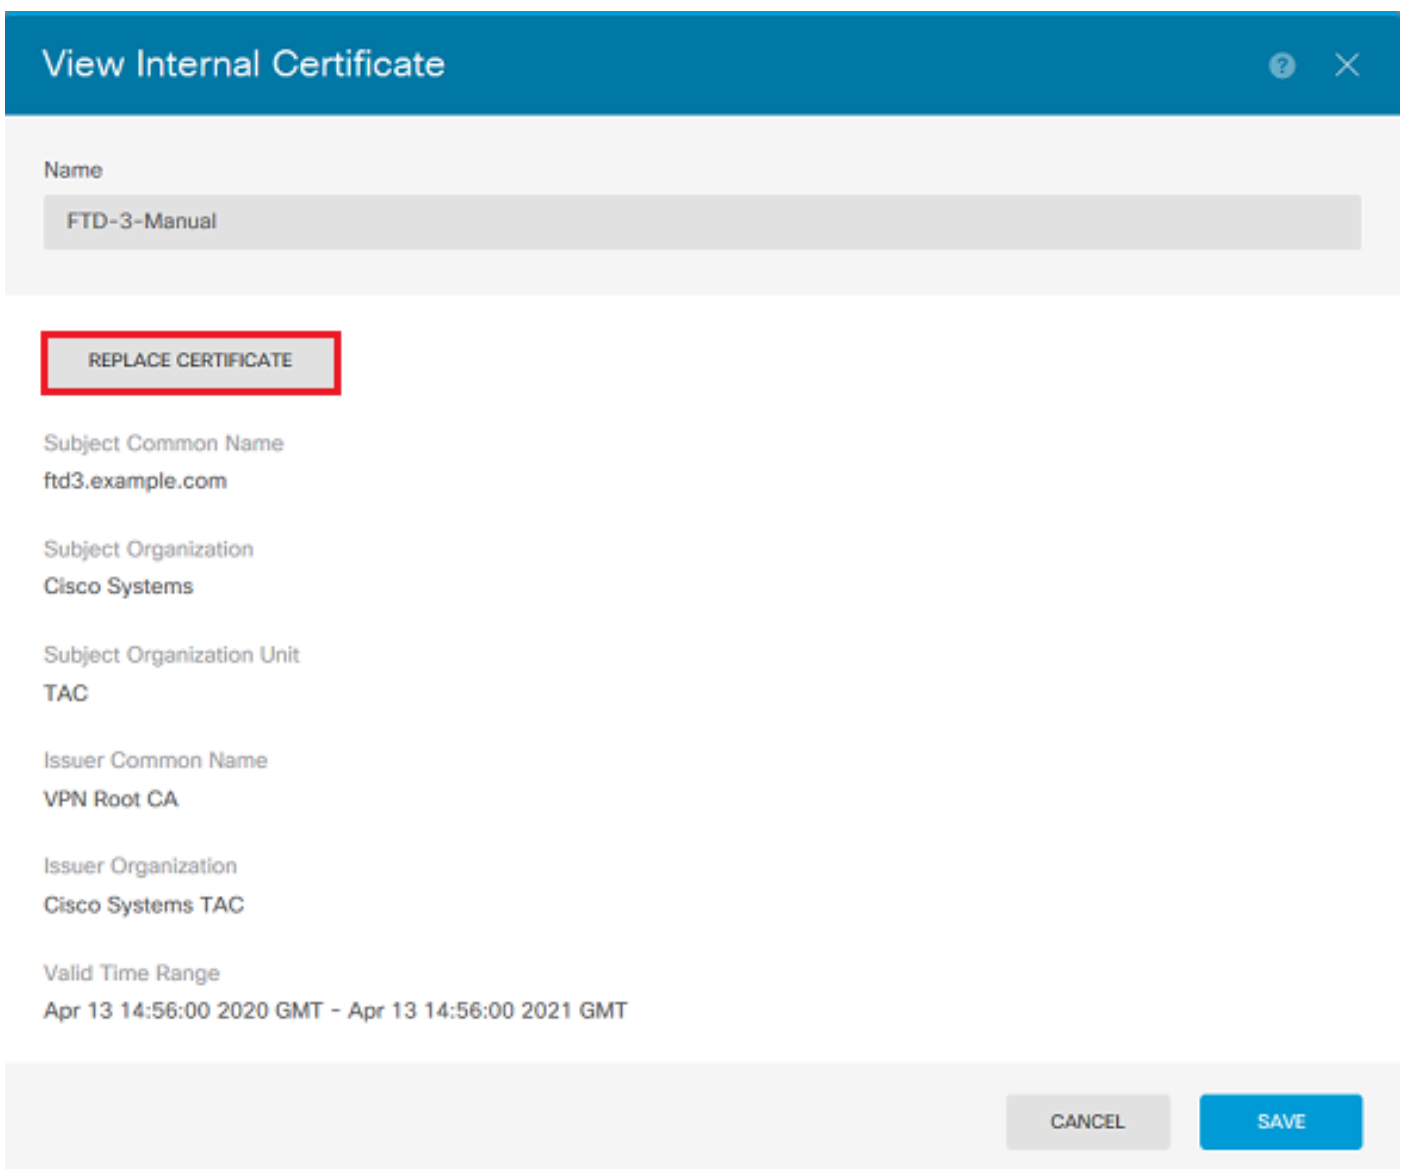 View Internal Certificate
Name
FTD-3-Manual
REPLACE CERTIFICATE
Subject Common Name
ftd3.example.com
Subject Organization
Cisco Systems
Subject Organization Unit
TAC
Issuer Common Name
VPN Root CA
Issuer Organization
Cisco Systems TAC
Valid Time Range
Apr 13 14:56:00 2020 GMT - Apr 13 14:56:00 2021 GMT
CANCEL
SAVE